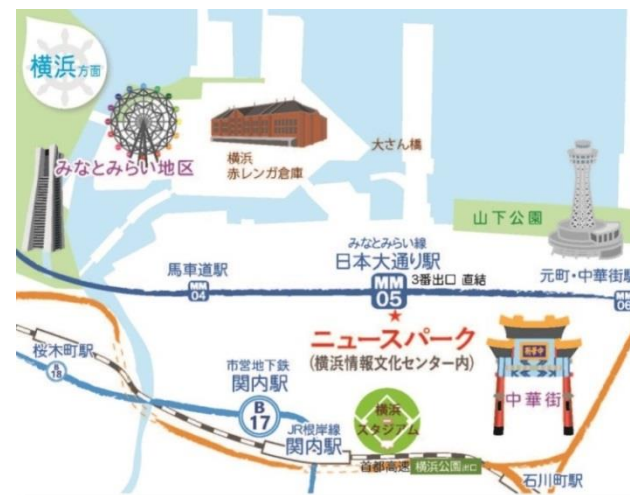 横浜方面
みなとみらい地区
横浜
赤レンガ倉庫
大さん橋
山下公園
みなとみらい線
日本大通り駅
3番出口 直結
馬車道駅
MM
04
MM
05
元町・中華街駅
MM
06
ニュースパーク
(横浜情報文化センター内)
中華街
桜木町駅
B
18
市営地下鉄
関内駅
B
17
JR根岸線
関内駅
横浜
スタジアム
首都高速 横浜公園出口
石川町駅